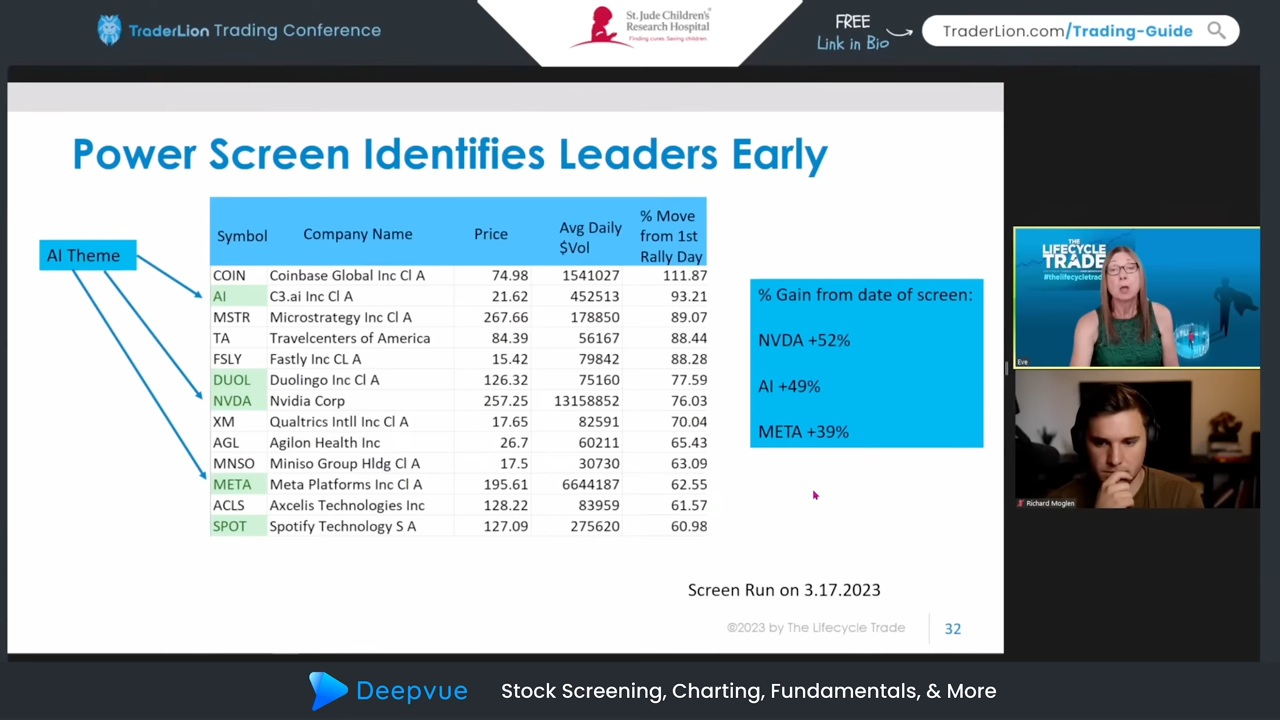 TraderLion Trading Conference
St. Jude Children's
Research Hospital
Finding cures. Saving children.
FREE
Link in Bio
TraderLion.com/Trading-Guide
Power Screen Identifies Leaders Early
AI Theme
Symbol Company Name Price Avg Daily $Vol % Move from 1st Rally Day
COIN Coinbase Global Inc Cl A 74.98 1541027 111.87
AI C3.ai Inc Cl A 21.62 452513 93.21
MSTR Microstrategy Inc Cl A 267.66 178850 89.07
TA Travelcenters of America 84.39 56167 88.44
FSLY Fastly Inc CL A 15.42 79842 88.28
DUOL Duolingo Inc Cl A 126.32 75160 77.59
NVDA Nvidia Corp 257.25 13158852 76.03
XM Qualtrics Intll Inc Cl A 17.65 82591 70.04
AGL Agilon Health Inc 26.7 60211 65.43
MNSO Miniso Group Hldg Cl A 17.5 30730 63.09
META Meta Platforms Inc Cl A 195.61 6644187 62.55
ACLS Axcelis Technologies Inc 128.22 83959 61.57
SPOT Spotify Technology S A 127.09 275620 60.98
% Gain from date of screen:
NVDA +52%
AI +49%
META +39%
Screen Run on 3.17.2023
©2023 by The Lifecycle Trade
32
THE
LIFECYCLE
TRADE
#thelifecycletrade
Eve
Richard Moglen
Deepvue
Stock Screening, Charting, Fundamentals, & More